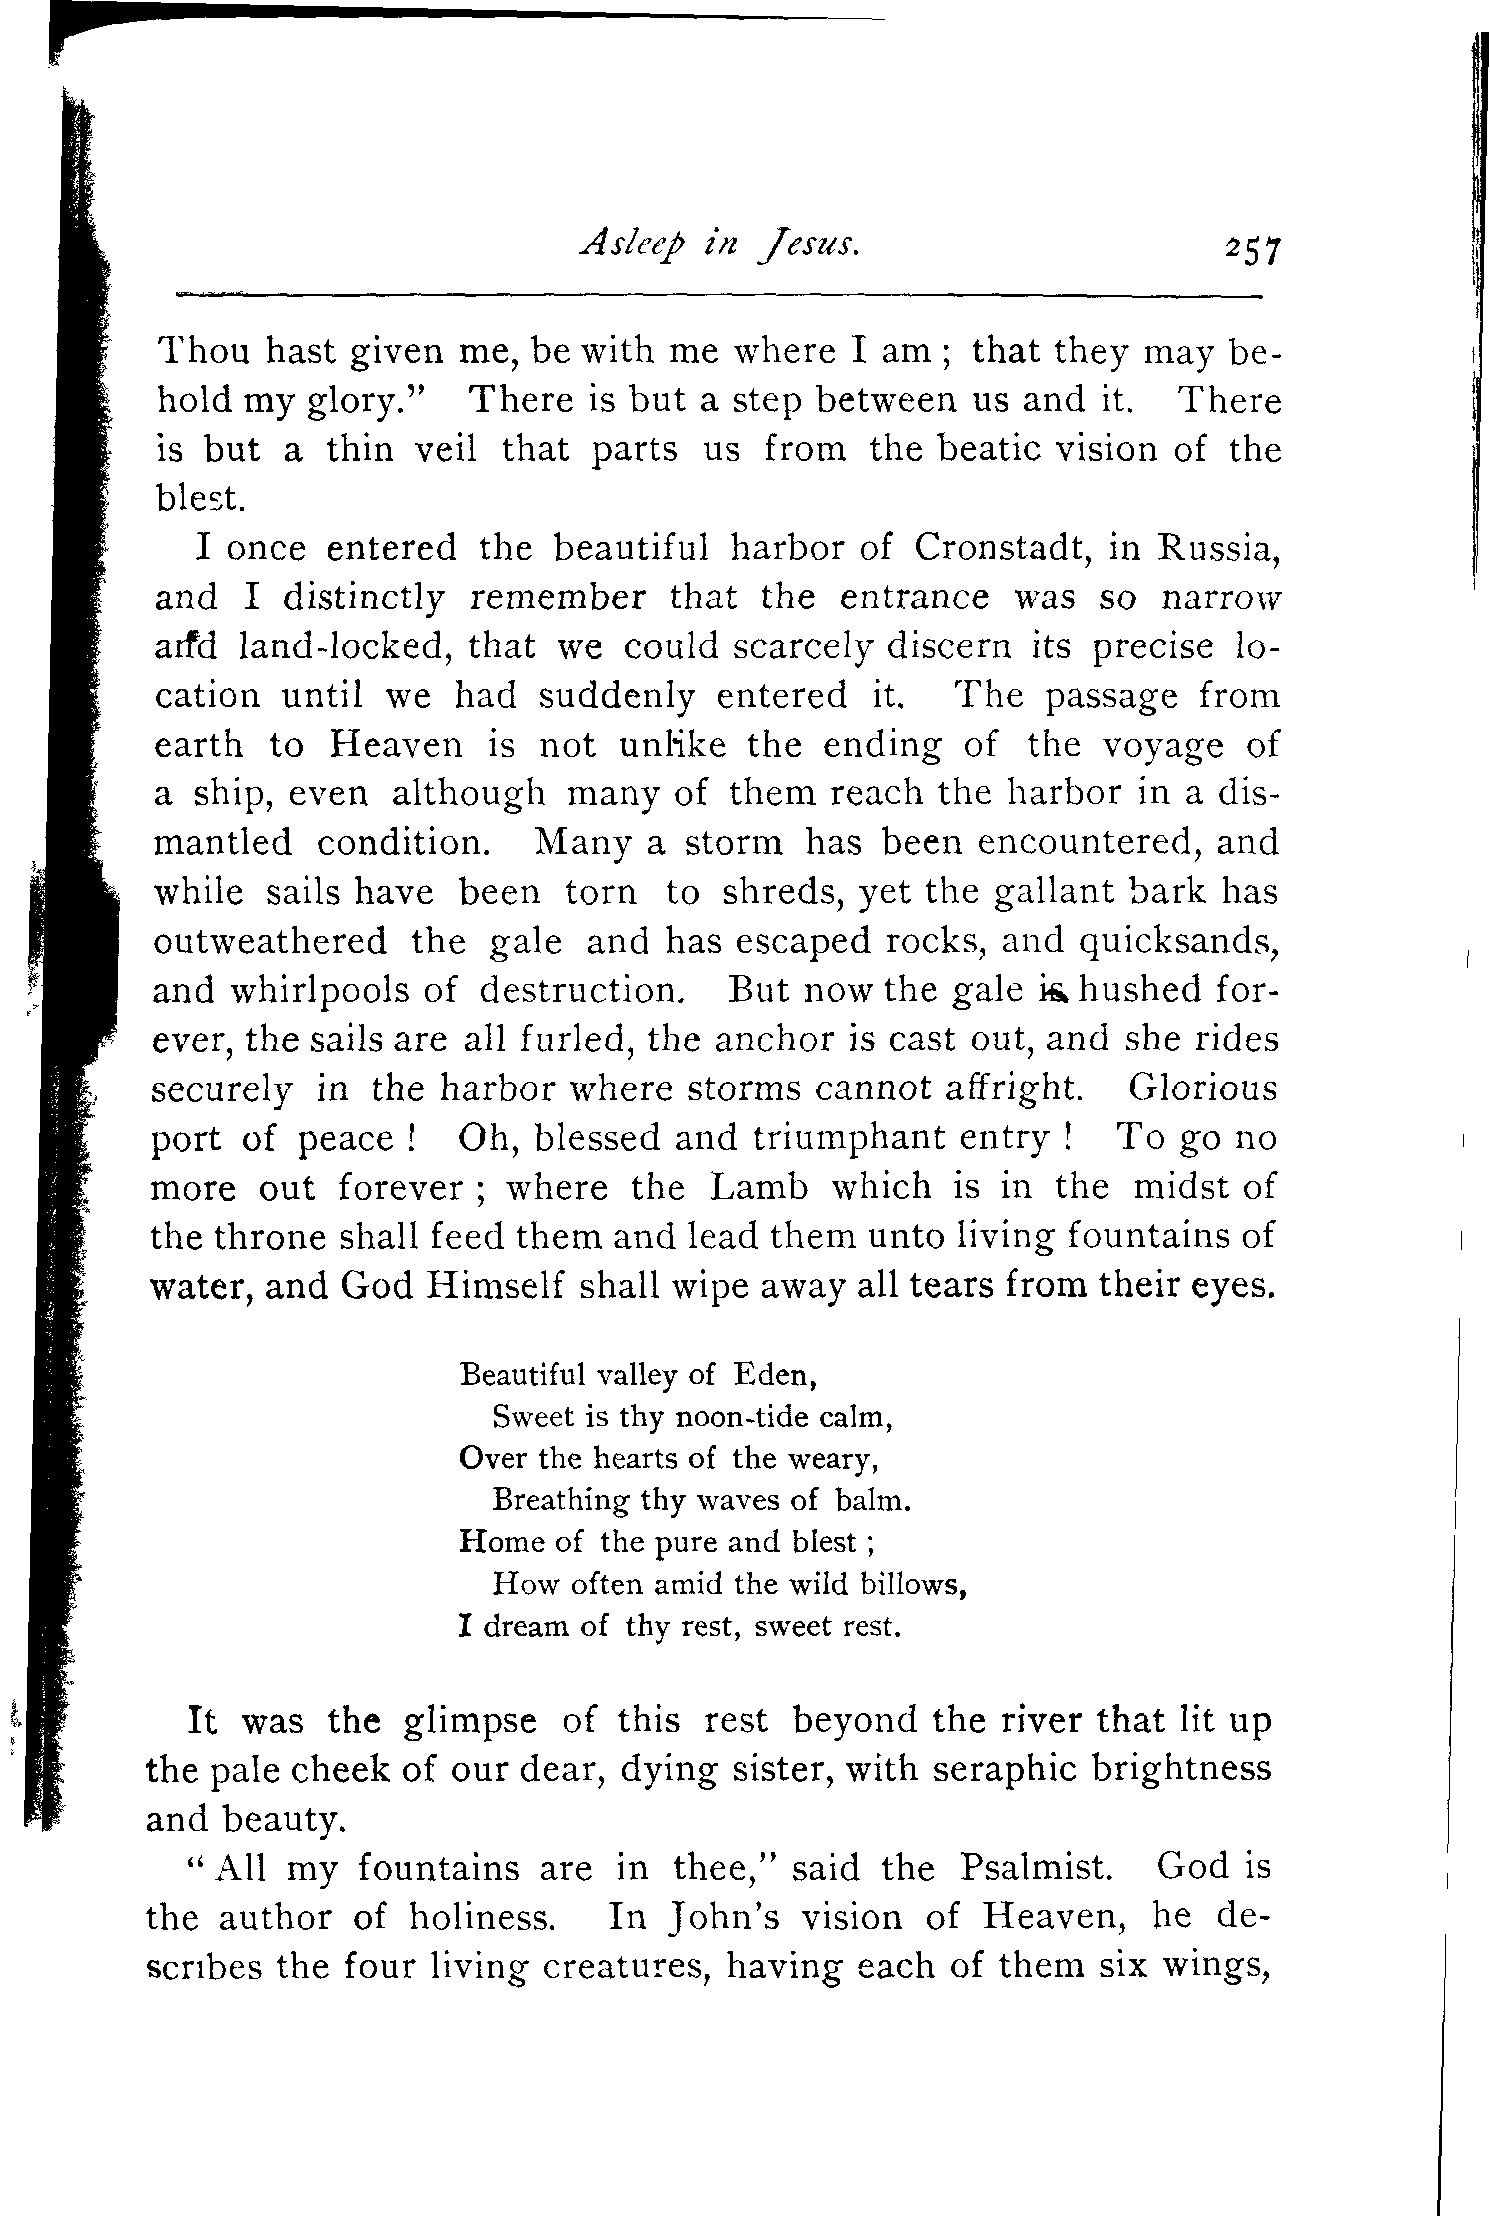 Asleep in Jesus. 257
Thou hast given me, be with me where I am ; that they may be-
hold my glory." There is but a step between us and it. There
is but a thin veil that parts us from the beatic vision of the
blest.
I once entered the beautiful harbor of Cronstadt, in Russia,
and I distinctly remember that the entrance was so narrow
and land-locked, that we could scarcely discern its precise lo-
cation until we had suddenly entered it. The passage from
earth to Heaven is not unlike the ending of the voyage of
a ship, even although many of them reach the harbor in a dis-
mantled condition. Many a storm has been encountered, and
while sails have been torn to shreds, yet the gallant bark has
outweathered the gale and has escaped rocks, and quicksands,
and whirlpools of destruction. But now the gale is hushed for-
ever, the sails are all furled, the anchor is cast out, and she rides
securely in the harbor where storms cannot affright. Glorious
port of peace ! Oh, blessed and triumphant entry ! To go no
more out forever ; where the Lamb which is in the midst of
the throne shall feed them and lead them unto living fountains of
water, and God Himself shall wipe away all tears from their eyes.
Beautiful valley of Eden,
Sweet is thy noon-tide calm,
Over the hearts of the weary,
Breathing thy waves of balm.
Home of the pure and blest ;
How often amid the wild billows,
I dream of thy rest, sweet rest.
It was the glimpse of this rest beyond the river that lit up
the pale cheek of our dear, dying sister, with seraphic brightness
and beauty.
" All my fountains are in thee," said the Psalmist. God is
the author of holiness. In John's vision of Heaven, he de-
scribes the four living creatures, having each of them six wings,